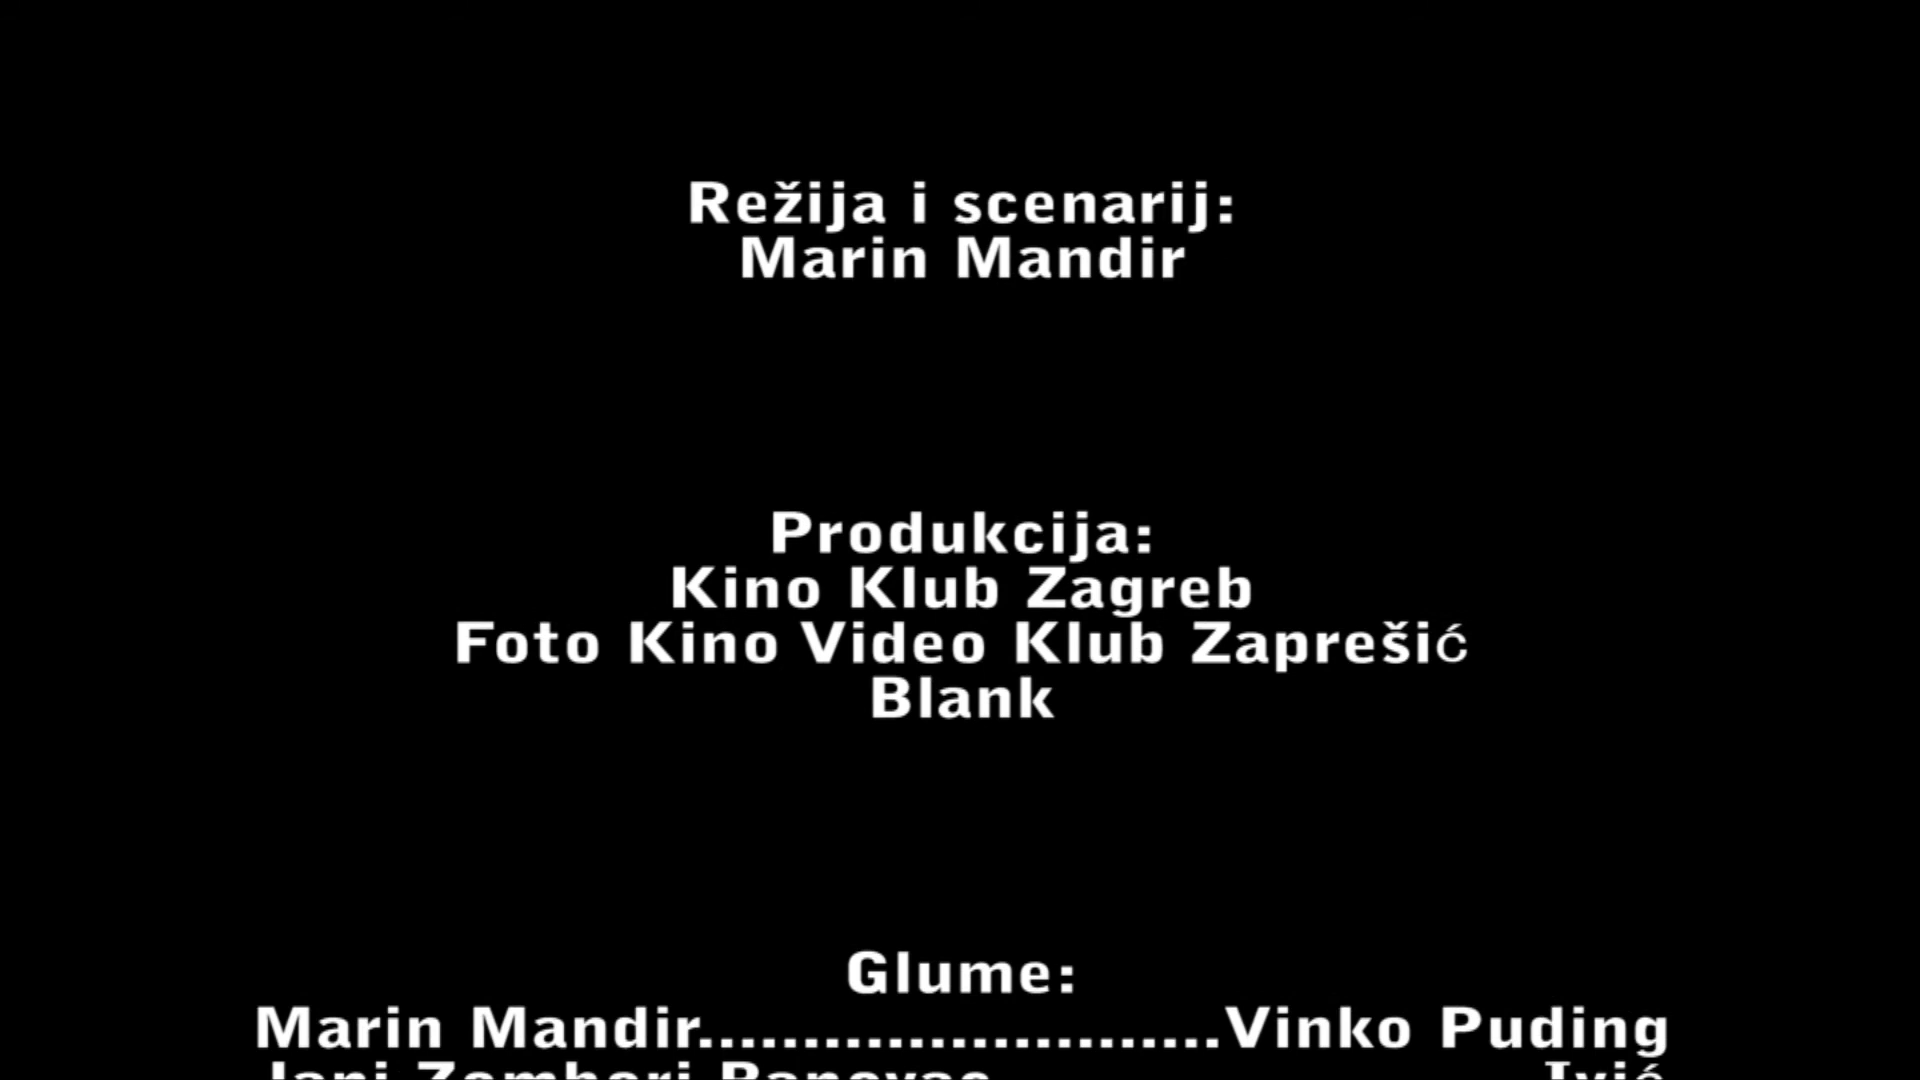 Režija i scenarij:
Marin Mandir
Produkcija:
Kino Klub Zagreb
Foto Kino Video Klub Zaprešić
Blank
Glume:
Marin Mandir.........................Vinko Puding